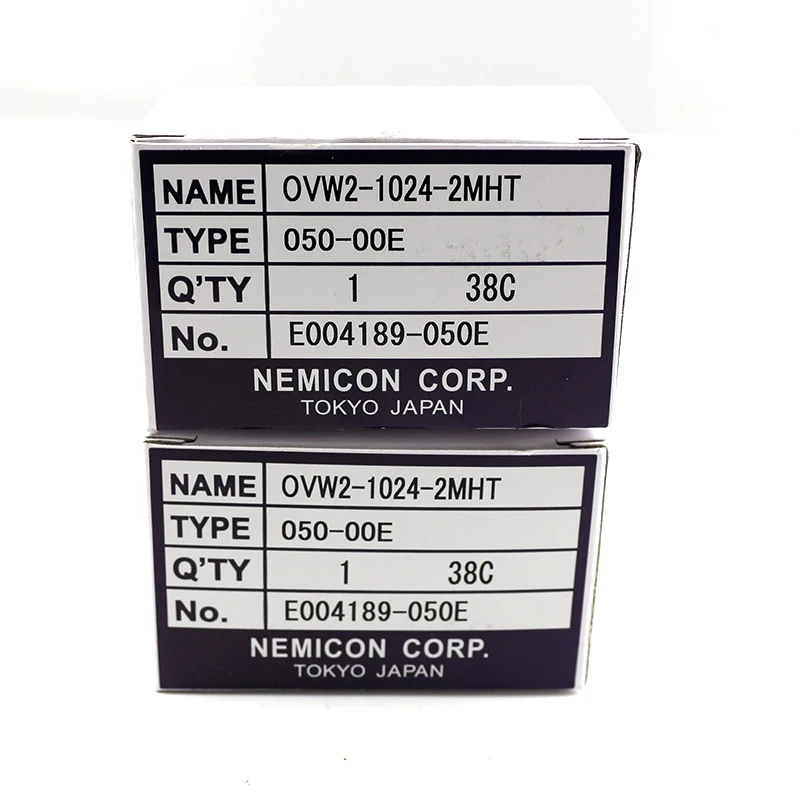 NAME OVW2-1024-2MHT
TYPE 050-00E
Q'TY 1 38C
No. E004189-050E
NEMICON CORP.
TOKYO JAPAN
NAME OVW2-1024-2MHT
TYPE 050-00E
Q'TY 1 38C
No. E004189-050E
NEMICON CORP.
TOKYO JAPAN